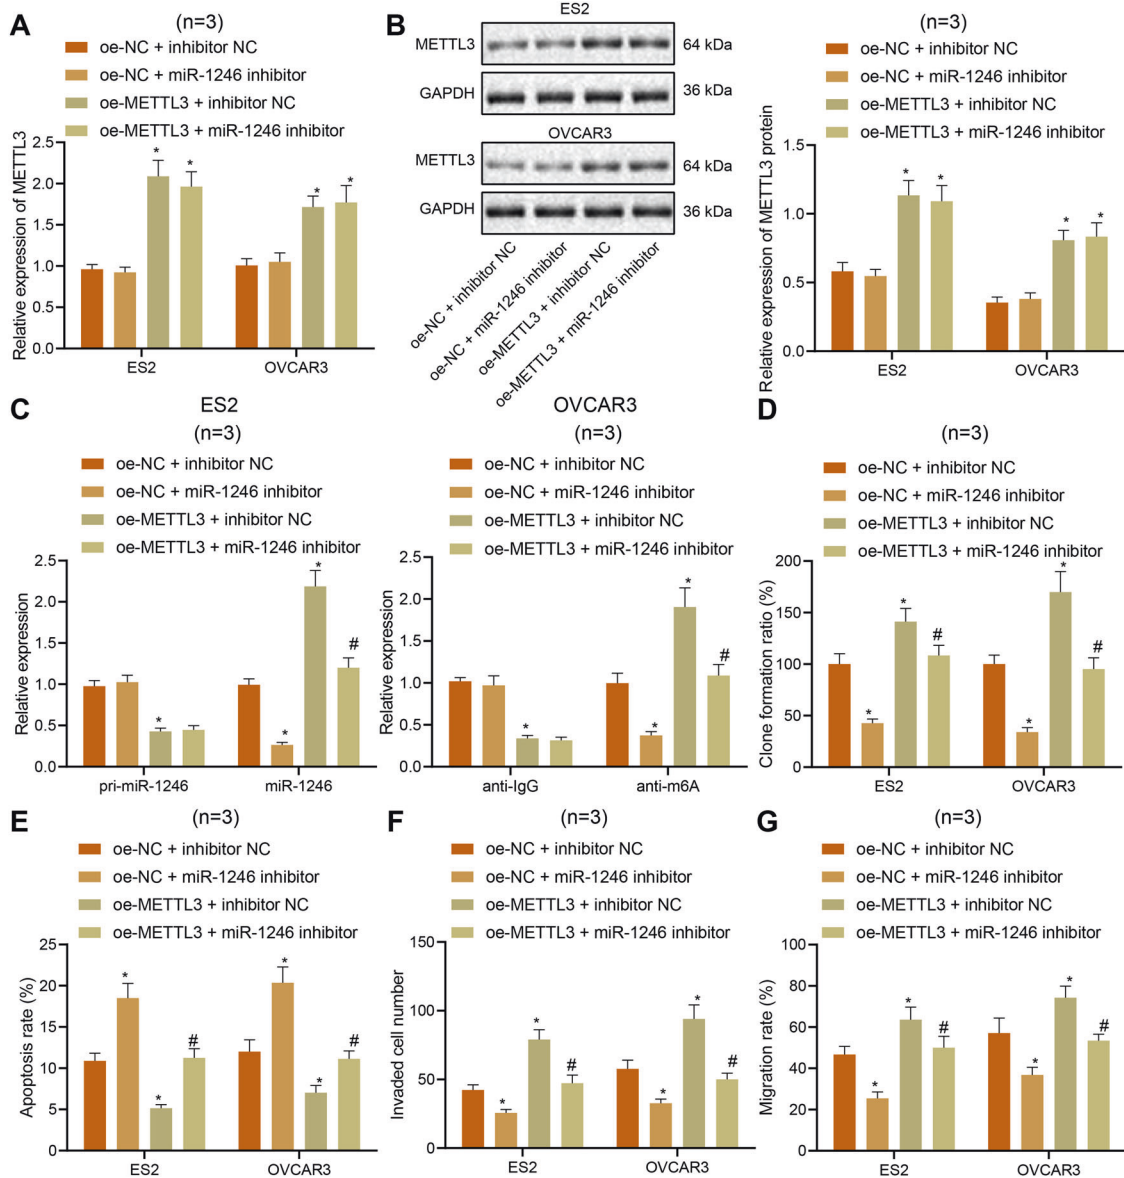 A
(n=3)
oe-NC + inhibitor NC
oe-NC + miR-1246 inhibitor
oe-METTL3 + inhibitor NC
oe-METTL3 + miR-1246 inhibitor
Relative expression of METTL3
2.5
2.0
1.5
1.0
0.5
0.0
* * * *
ES2 OVCAR3
B
ES2
METTL3 64 kDa
GAPDH 36 kDa
OVCAR3
METTL3 64 kDa
GAPDH 36 kDa
oe-NC + inhibitor NC
oe-NC + miR-1246 inhibitor
oe-METTL3 + inhibitor NC
oe-METTL3 + miR-1246 inhibitor
(n=3)
oe-NC + inhibitor NC
oe-NC + miR-1246 inhibitor
oe-METTL3 + inhibitor NC
oe-METTL3 + miR-1246 inhibitor
Relative expression of METTL3 protein
1.5
1.0
0.5
0.0
* * * *
ES2 OVCAR3
C
ES2
(n=3)
oe-NC + inhibitor NC
oe-NC + miR-1246 inhibitor
oe-METTL3 + inhibitor NC
oe-METTL3 + miR-1246 inhibitor
Relative expression
2.5
2.0
1.5
1.0
0.5
0.0
* * * #
pri-miR-1246 miR-1246
OVCAR3
(n=3)
oe-NC + inhibitor NC
oe-NC + miR-1246 inhibitor
oe-METTL3 + inhibitor NC
oe-METTL3 + miR-1246 inhibitor
Relative expression
2.5
2.0
1.5
1.0
0.5
0.0
* * * #
anti-IgG anti-m6A
D
(n=3)
oe-NC + inhibitor NC
oe-NC + miR-1246 inhibitor
oe-METTL3 + inhibitor NC
oe-METTL3 + miR-1246 inhibitor
Clone formation ratio (%)
200
150
100
50
0
* * # * * #
ES2 OVCAR3
E
(n=3)
oe-NC + inhibitor NC
oe-NC + miR-1246 inhibitor
oe-METTL3 + inhibitor NC
oe-METTL3 + miR-1246 inhibitor
Apoptosis rate (%)
25
20
15
10
5
0
* * # * * #
ES2 OVCAR3
F
(n=3)
oe-NC + inhibitor NC
oe-NC + miR-1246 inhibitor
oe-METTL3 + inhibitor NC
oe-METTL3 + miR-1246 inhibitor
Invaded cell number
150
100
50
0
* * # * * #
ES2 OVCAR3
G
(n=3)
oe-NC + inhibitor NC
oe-NC + miR-1246 inhibitor
oe-METTL3 + inhibitor NC
oe-METTL3 + miR-1246 inhibitor
Migration rate (%)
100
80
60
40
20
0
* * # * * #
ES2 OVCAR3